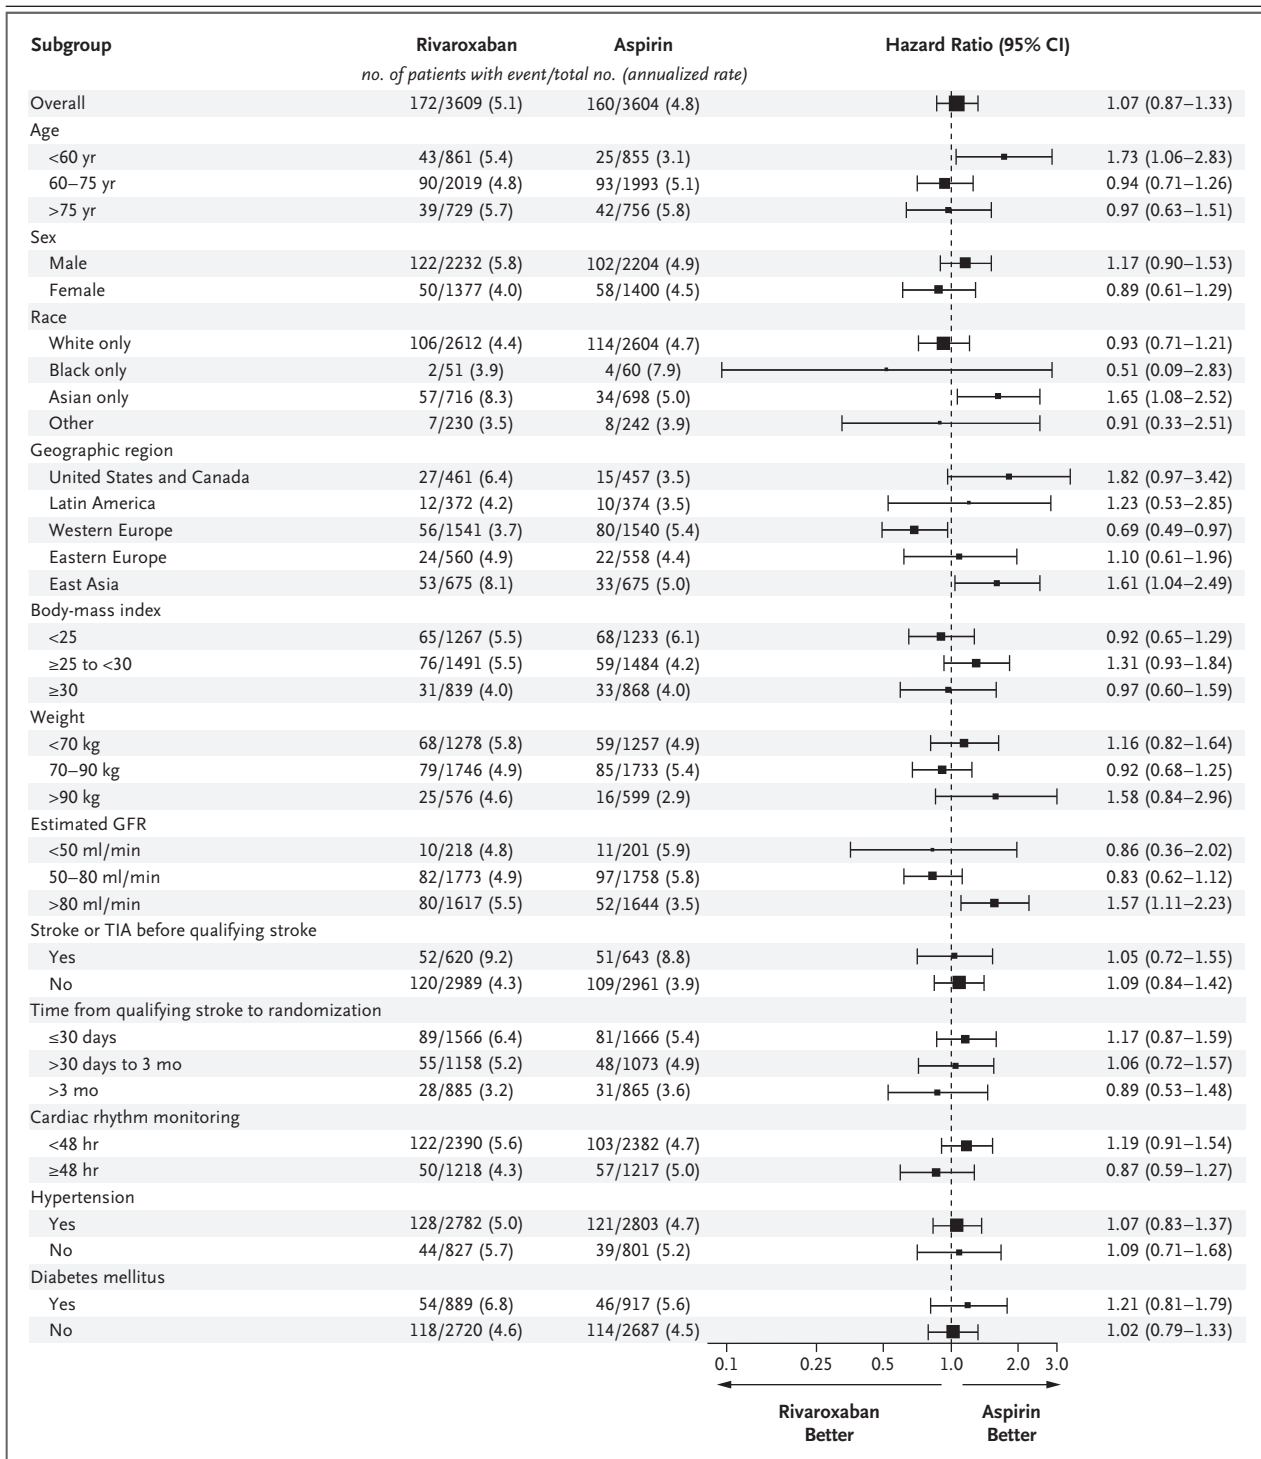 Subgroup Rivaroxaban Aspirin Hazard Ratio (95% CI)
no. of patients with event/total no. (annualized rate)
Overall 172/3609 (5.1) 160/3604 (4.8) 1.07 (0.87–1.33)
Age
<60 yr 43/861 (5.4) 25/855 (3.1) 1.73 (1.06–2.83)
60–75 yr 90/2019 (4.8) 93/1993 (5.1) 0.94 (0.71–1.26)
>75 yr 39/729 (5.7) 42/756 (5.8) 0.97 (0.63–1.51)
Sex
Male 122/2232 (5.8) 102/2204 (4.9) 1.17 (0.90–1.53)
Female 50/1377 (4.0) 58/1400 (4.5) 0.89 (0.61–1.29)
Race
White only 106/2612 (4.4) 114/2604 (4.7) 0.93 (0.71–1.21)
Black only 2/51 (3.9) 4/60 (7.9) 0.51 (0.09–2.83)
Asian only 57/716 (8.3) 34/698 (5.0) 1.65 (1.08–2.52)
Other 7/230 (3.5) 8/242 (3.9) 0.91 (0.33–2.51)
Geographic region
United States and Canada 27/461 (6.4) 15/457 (3.5) 1.82 (0.97–3.42)
Latin America 12/372 (4.2) 10/374 (3.5) 1.23 (0.53–2.85)
Western Europe 56/1541 (3.7) 80/1540 (5.4) 0.69 (0.49–0.97)
Eastern Europe 24/560 (4.9) 22/558 (4.4) 1.10 (0.61–1.96)
East Asia 53/675 (8.1) 33/675 (5.0) 1.61 (1.04–2.49)
Body-mass index
<25 65/1267 (5.5) 68/1233 (6.1) 0.92 (0.65–1.29)
≥25 to <30 76/1491 (5.5) 59/1484 (4.2) 1.31 (0.93–1.84)
≥30 31/839 (4.0) 33/868 (4.0) 0.97 (0.60–1.59)
Weight
<70 kg 68/1278 (5.8) 59/1257 (4.9) 1.16 (0.82–1.64)
70–90 kg 79/1746 (4.9) 85/1733 (5.4) 0.92 (0.68–1.25)
>90 kg 25/576 (4.6) 16/599 (2.9) 1.58 (0.84–2.96)
Estimated GFR
<50 ml/min 10/218 (4.8) 11/201 (5.9) 0.86 (0.36–2.02)
50–80 ml/min 82/1773 (4.9) 97/1758 (5.8) 0.83 (0.62–1.12)
>80 ml/min 80/1617 (5.5) 52/1644 (3.5) 1.57 (1.11–2.23)
Stroke or TIA before qualifying stroke
Yes 52/620 (9.2) 51/643 (8.8) 1.05 (0.72–1.55)
No 120/2989 (4.3) 109/2961 (3.9) 1.09 (0.84–1.42)
Time from qualifying stroke to randomization
≤30 days 89/1566 (6.4) 81/1666 (5.4) 1.17 (0.87–1.59)
>30 days to 3 mo 55/1158 (5.2) 48/1073 (4.9) 1.06 (0.72–1.57)
>3 mo 28/885 (3.2) 31/865 (3.6) 0.89 (0.53–1.48)
Cardiac rhythm monitoring
<48 hr 122/2390 (5.6) 103/2382 (4.7) 1.19 (0.91–1.54)
≥48 hr 50/1218 (4.3) 57/1217 (5.0) 0.87 (0.59–1.27)
Hypertension
Yes 128/2782 (5.0) 121/2803 (4.7) 1.07 (0.83–1.37)
No 44/827 (5.7) 39/801 (5.2) 1.09 (0.71–1.68)
Diabetes mellitus
Yes 54/889 (6.8) 46/917 (5.6) 1.21 (0.81–1.79)
No 118/2720 (4.6) 114/2687 (4.5) 1.02 (0.79–1.33)
0.1 0.25 0.5 1.0 2.0 3.0
Rivaroxaban Aspirin
Better Better